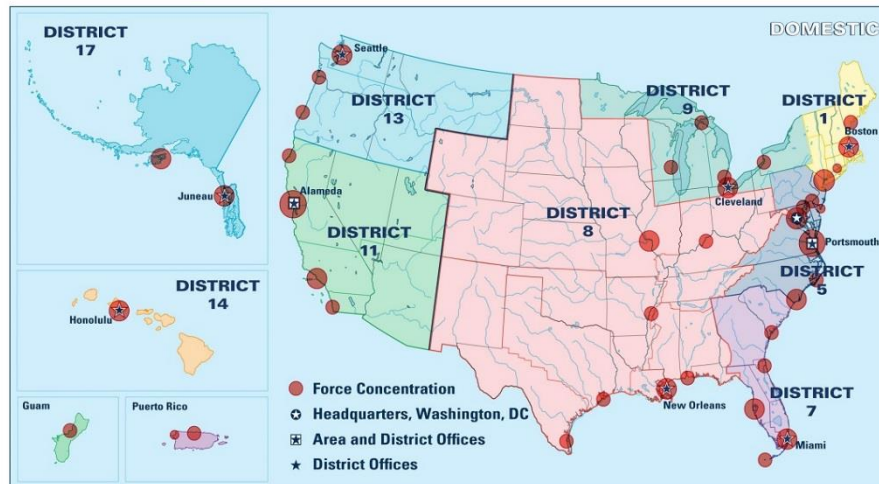 DOMESTIC
DISTRICT
17
Juneau
DISTRICT
14
Honolulu
Guam
Puerto Rico
Seattle
DISTRICT
13
DISTRICT
9
DISTRICT
1
Boston
Cleveland
Alameda
DISTRICT
11
DISTRICT
8
Portsmouth
DISTRICT
5
DISTRICT
7
New Orleans
Miami
Force Concentration
Headquarters, Washington, DC
Area and District Offices
District Offices